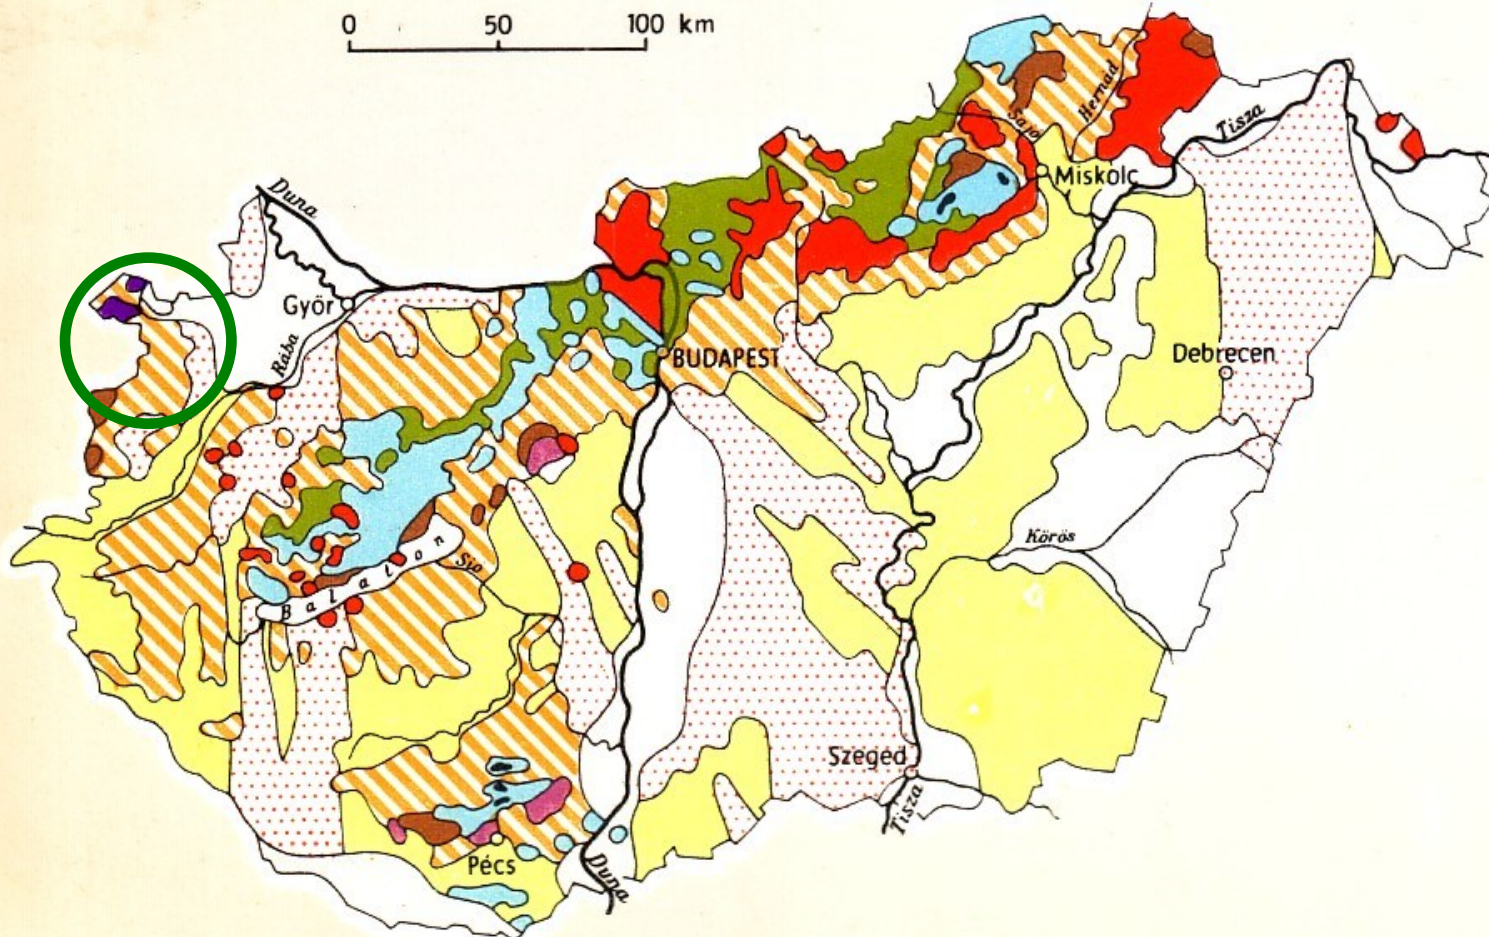 0 50 100 km
Hernád
Sajó
Tisza
Miskolc
Duna
Győr
Rába
BUDAPEST
Debrecen
Körös
Balaton
Sió
Szeged
Tisza
Pécs
Duna